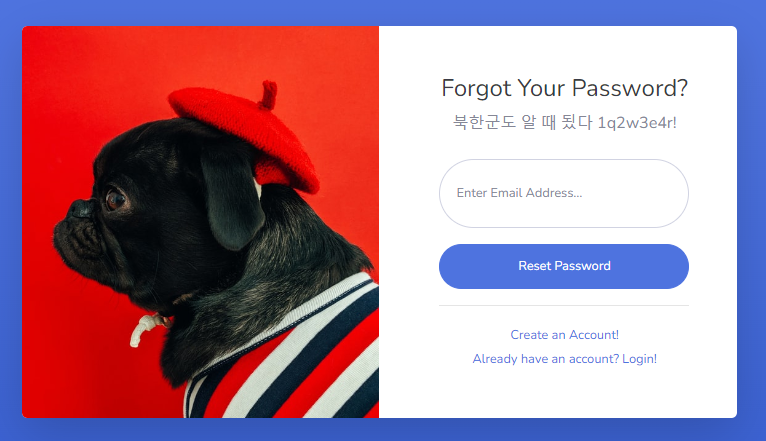 Forgot Your Password?
북한군도 알 때 됬다 1q2w3e4r!
Enter Email Address...
Reset Password
Create an Account!
Already have an account? Login!